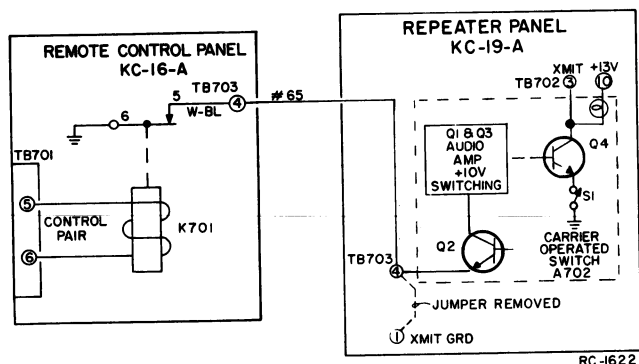 REMOTE CONTROL PANEL
KC-16-A
TB703
5
W-BL
4
#65
6
TB701
5
CONTROL
PAIR
6
K701
REPEATER PANEL
KC-19-A
XMIT +13V
TB702 3 10
Q1 & Q3
AUDIO
AMP
+10V
SWITCHING
Q4
S1
Q2
CARRIER
OPERATED
SWITCH
A702
TB703
4
JUMPER REMOVED
1 XMIT GRD
RC-1622